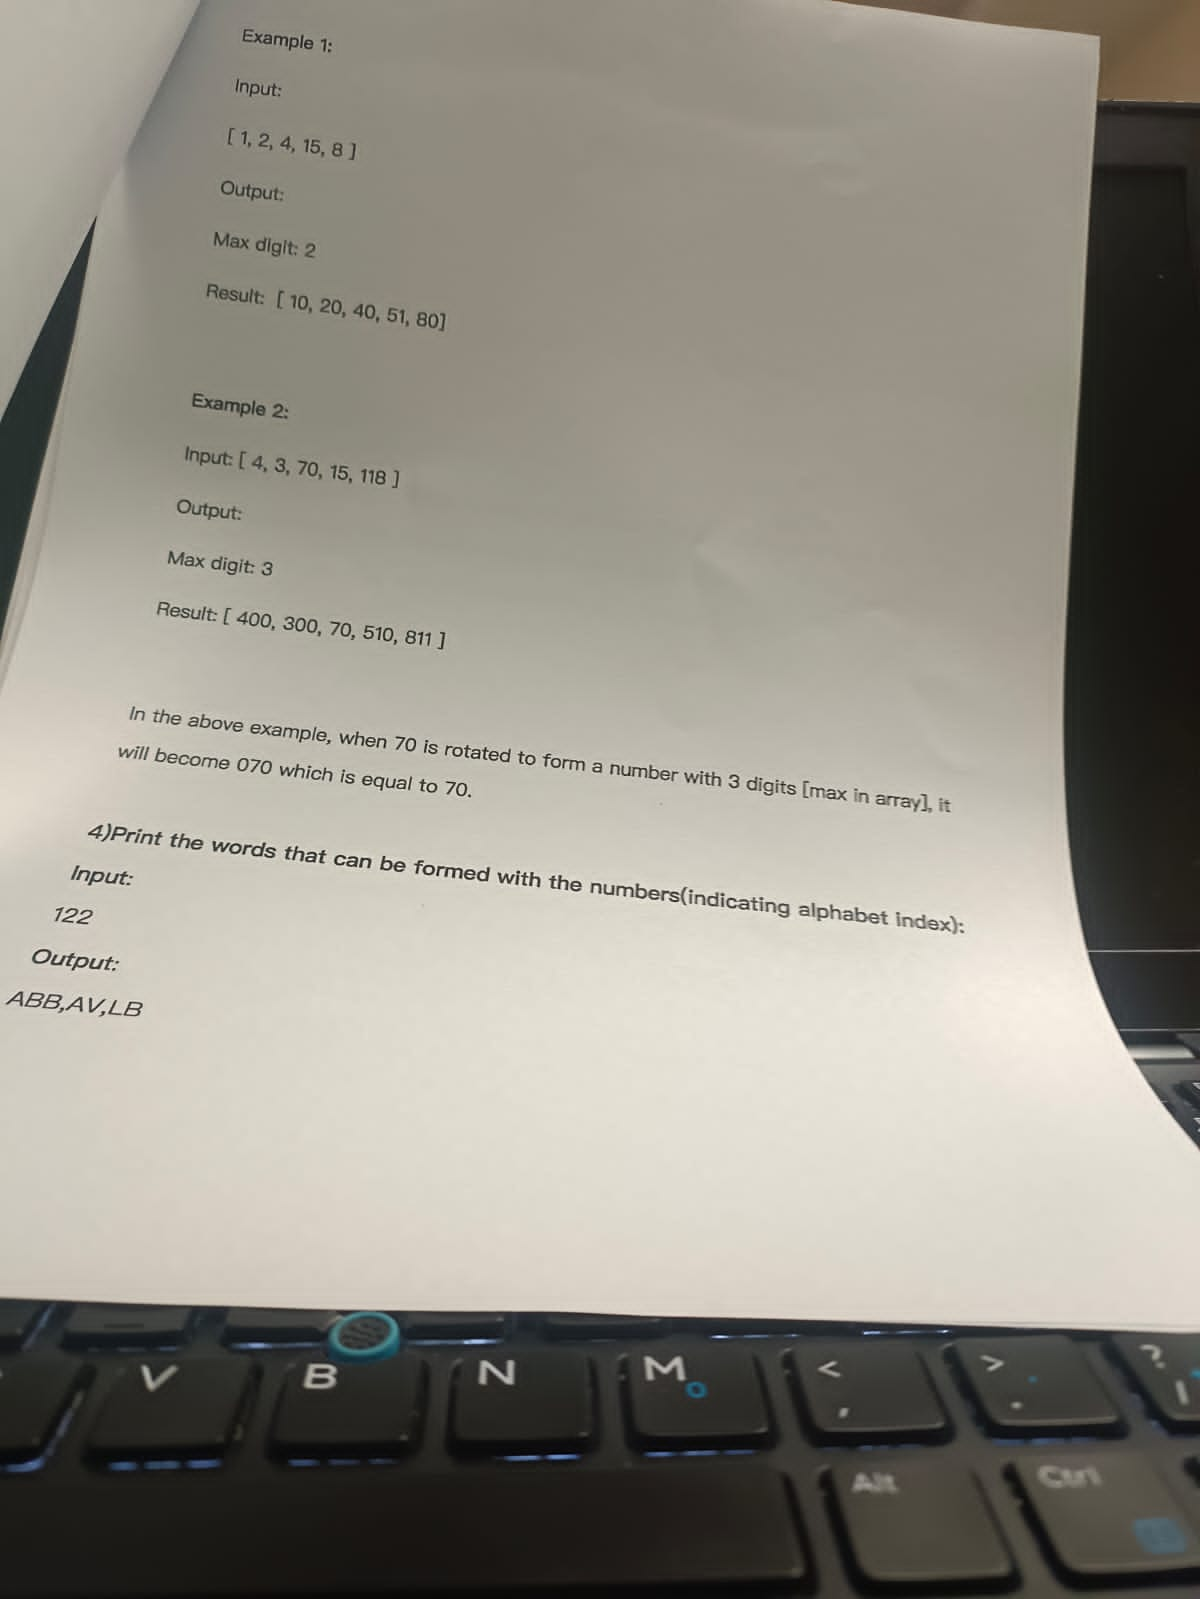 Example 1:
Input:
[ 1, 2, 4, 15, 8 ]
Output:
Max digit: 2
Result: [ 10, 20, 40, 51, 80]
Example 2:
Input: [ 4, 3, 70, 15, 118 ]
Output:
Max digit: 3
Result: [ 400, 300, 70, 510, 811 ]
In the above example, when 70 is rotated to form a number with 3 digits [max in array], it
will become 070 which is equal to 70.
4)Print the words that can be formed with the numbers(indicating alphabet index):
Input:
122
Output:
ABB,AV,LB
V B N M < , > . ?
Alt Ctrl